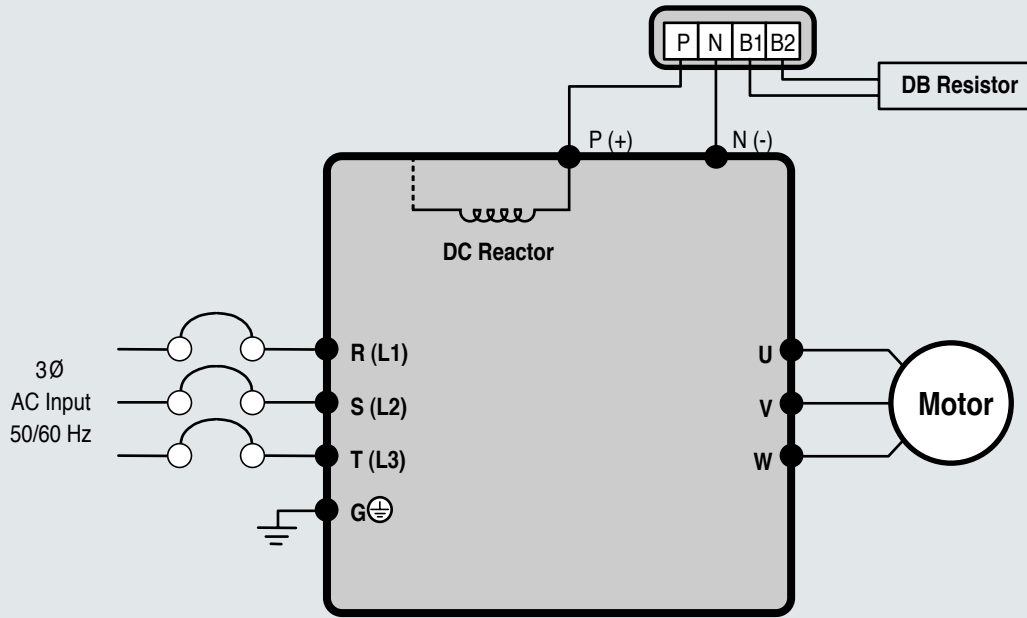 P N B1 B2
DB Resistor
P (+)
N (-)
DC Reactor
3Ø
AC Input
50/60 Hz
R (L1)
S (L2)
T (L3)
G
U
V
W
Motor